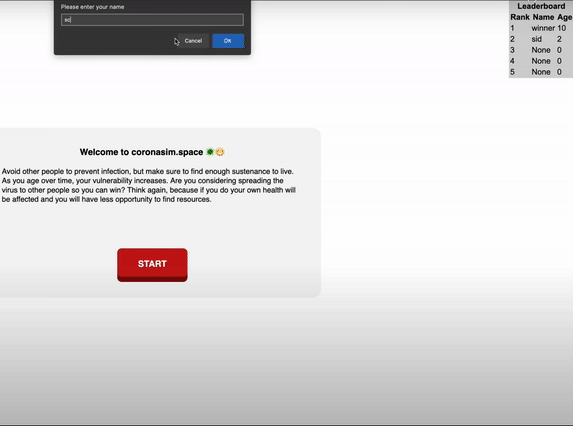 Please enter your name
sc
Cancel
OK
Leaderboard
Rank Name Age
1 winner 10
2 sid 2
3 None 0
4 None 0
5 None 0
Welcome to coronasim.space
Avoid other people to prevent infection, but make sure to find enough sustenance to live.
As you age over time, your vulnerability increases. Are you considering spreading the
virus to other people so you can win? Think again, because if you do your own health will
be affected and you will have less opportunity to find resources.
START